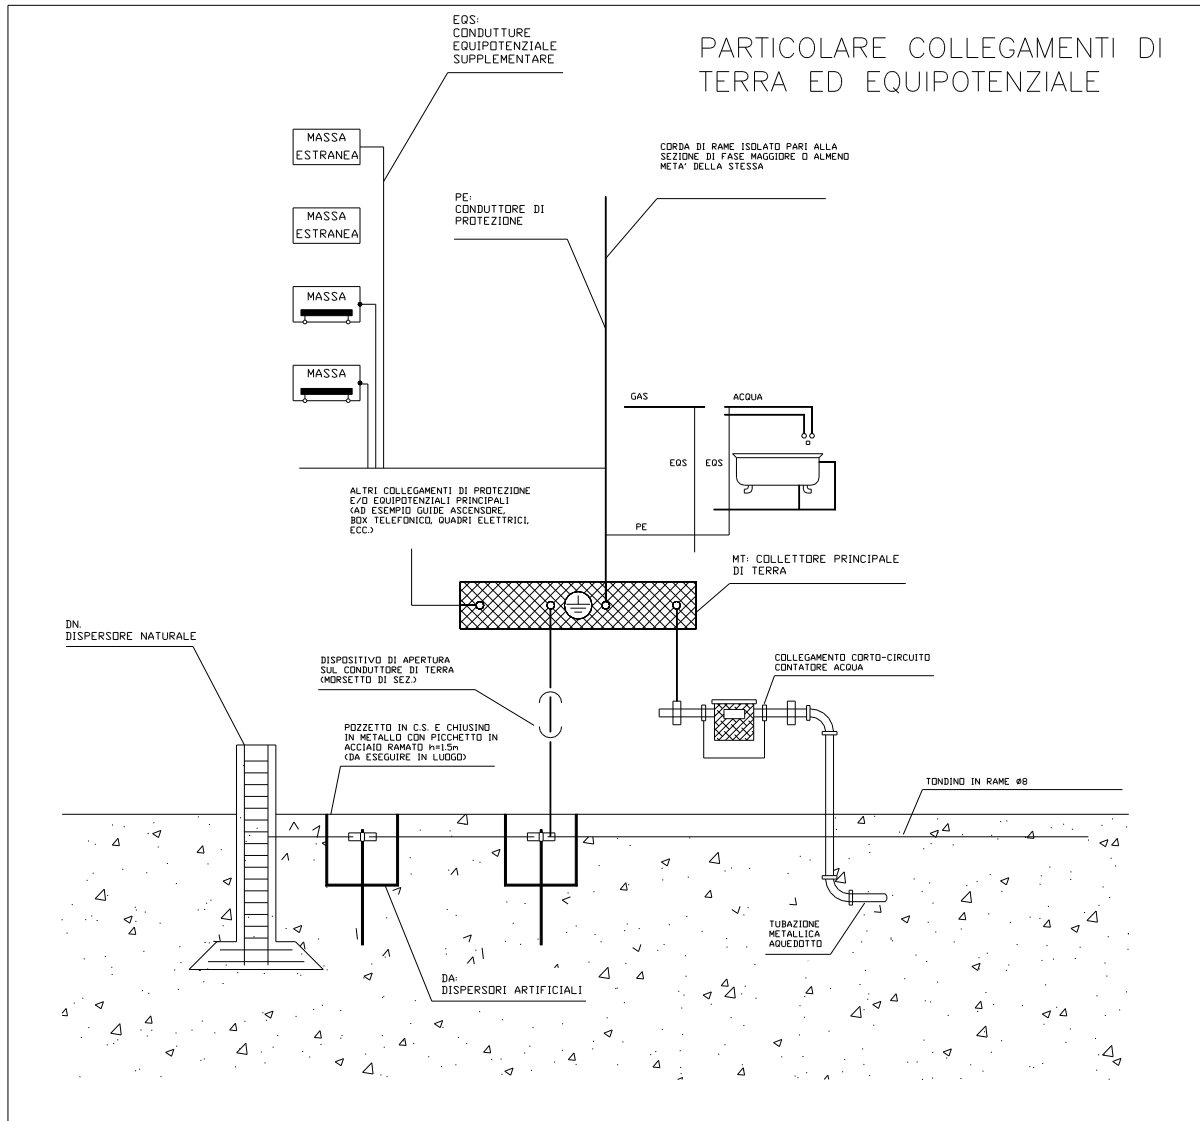 EQS:
CONDUTTURE
EQUIPOTENZIALE
SUPPLEMENTARE
PARTICOLARE COLLEGAMENTI DI
TERRA ED EQUIPOTENZIALE
MASSA
ESTRANEA
CORDA DI RAME ISOLATO PARI ALLA
SEZIONE DI FASE MAGGIORE O ALMENO
META' DELLA STESSA
PE:
CONDUTTORE DI
PROTEZIONE
MASSA
ESTRANEA
MASSA
MASSA
GAS
ACQUA
EQS
EQS
ALTRI COLLEGAMENTI DI PROTEZIONE
E/O EQUIPOTENZIALI PRINCIPALI
(AD ESEMPIO GUIDE ASCENSORE,
BOX TELEFONICO, QUADRI ELETTRICI,
ECC.)
PE
MT: COLLETTORE PRINCIPALE
DI TERRA
DN.
DISPERSORE NATURALE
DISPOSITIVO DI APERTURA
SUL CONDUTTORE DI TERRA
(MORSETTO DI SEZ.)
COLLEGAMENTO CORTO-CIRCUITO
CONTATORE ACQUA
POZZETTO IN C.S. E CHIUSINO
IN METALLO CON PICCHETTO IN
ACCIAIO RAMATO h=1.5m
(DA ESEGUIRE IN LUOGO)
TONDINO IN RAME ø8
TUBAZIONE
METALLICA
AQUEDOTTO
DA:
DISPERSORI ARTIFICIALI